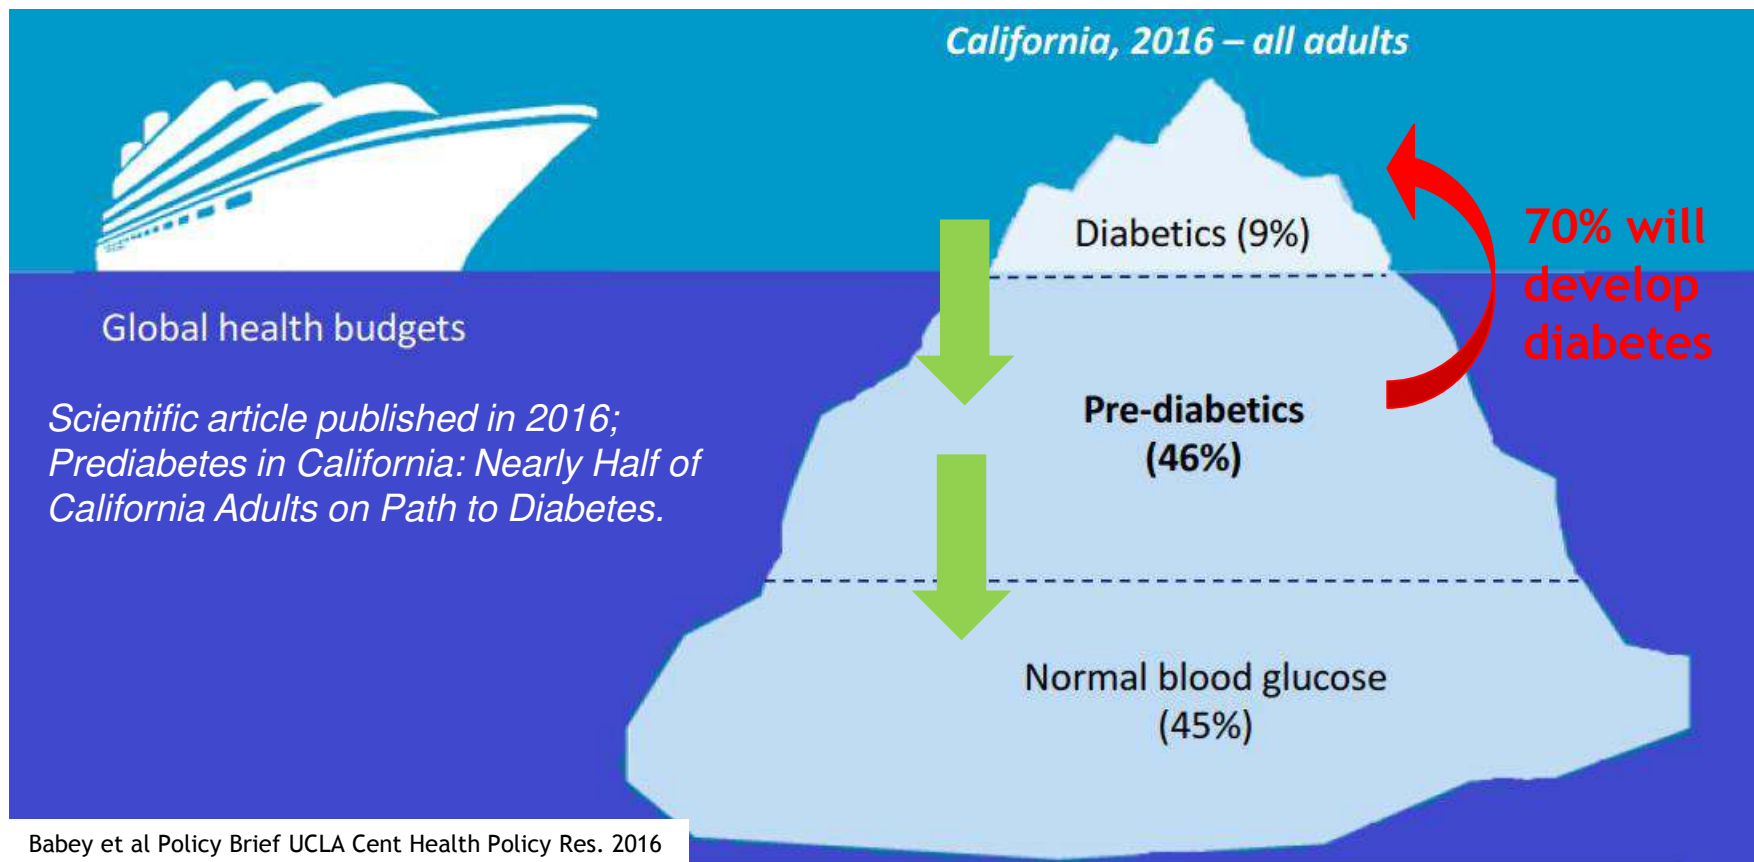 California, 2016 – all adults
Diabetics (9%)
70% will
develop
diabetes
Global health budgets
Scientific article published in 2016;
Prediabetes in California: Nearly Half of
California Adults on Path to Diabetes.
Pre-diabetics
(46%)
Normal blood glucose
(45%)
Babey et al Policy Brief UCLA Cent Health Policy Res. 2016